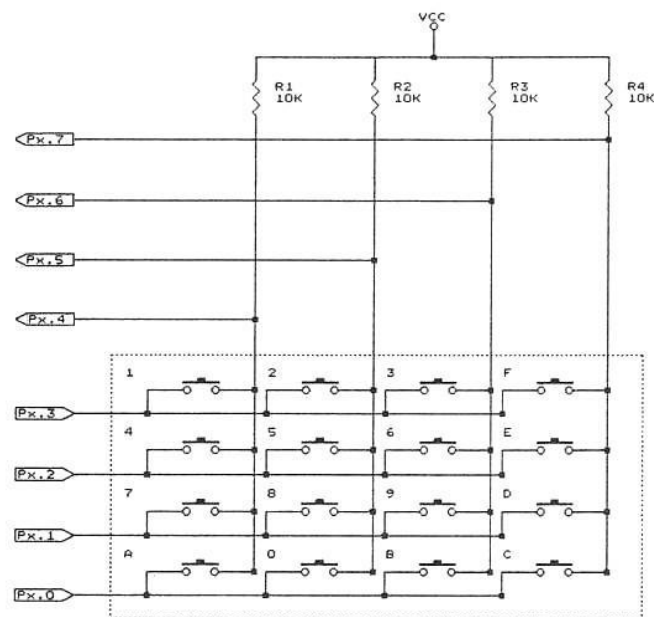 VCC
R1 R2 R3 R4
10K 10K 10K 10K
Px.7
Px.6
Px.5
Px.4
1 2 3 F
Px.3
4 5 6 E
Px.2
7 8 9 D
Px.1
A 0 B C
Px.0